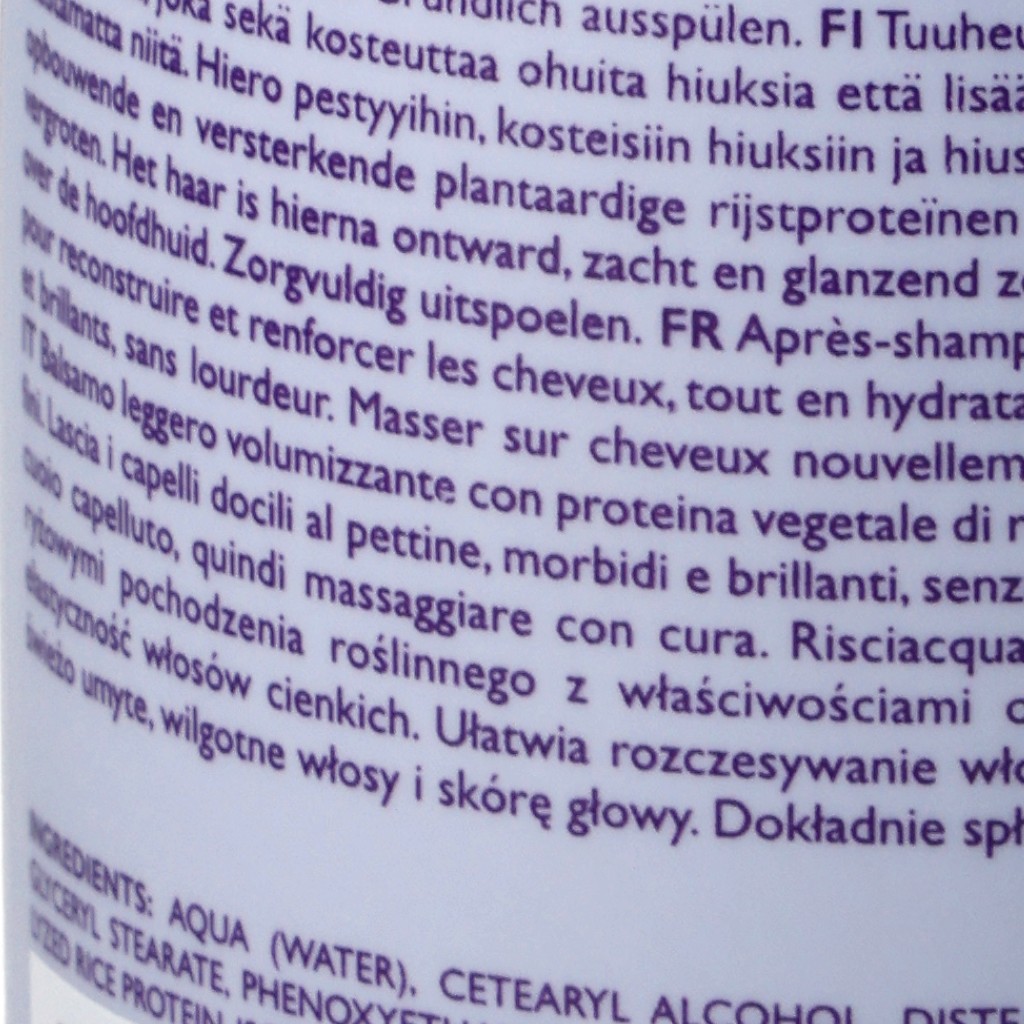 joka sekä kosteuttaa ohuita hiuksia että lisää
ausspülen. FI Tuuheu
niitä. Hiero pestyyihin, kosteisiin hiuksiin ja hius
opbouwende en versterkende plantaardige rijstproteïnen
vergroten. Het haar is hierna ontward, zacht en glanzend z
over de hoofdhuid. Zorgvuldig uitspoelen. FR Après-shamp
pour reconstruire et renforcer les cheveux, tout en hydrata
et brillants, sans lourdeur. Masser sur cheveux nouvellem
IT Balsamo leggero volumizzante con proteina vegetale di r
fini. Lascia i capelli docili al pettine, morbidi e brillanti, senz
cuoio capelluto, quindi massaggiare con cura. Risciacqua
ryżowymi pochodzenia roślinnego z właściwościami
elastyczność włosów cienkich. Ułatwia rozczesywanie wło
świeżo umyte, wilgotne włosy i skórę głowy. Dokładnie spł
INGREDIENTS: AQUA (WATER), CETEARYL ALCOHOL, DISTE
GLYCERYL STEARATE, PHENOXYETH
LYZED RICE PROTEIN,